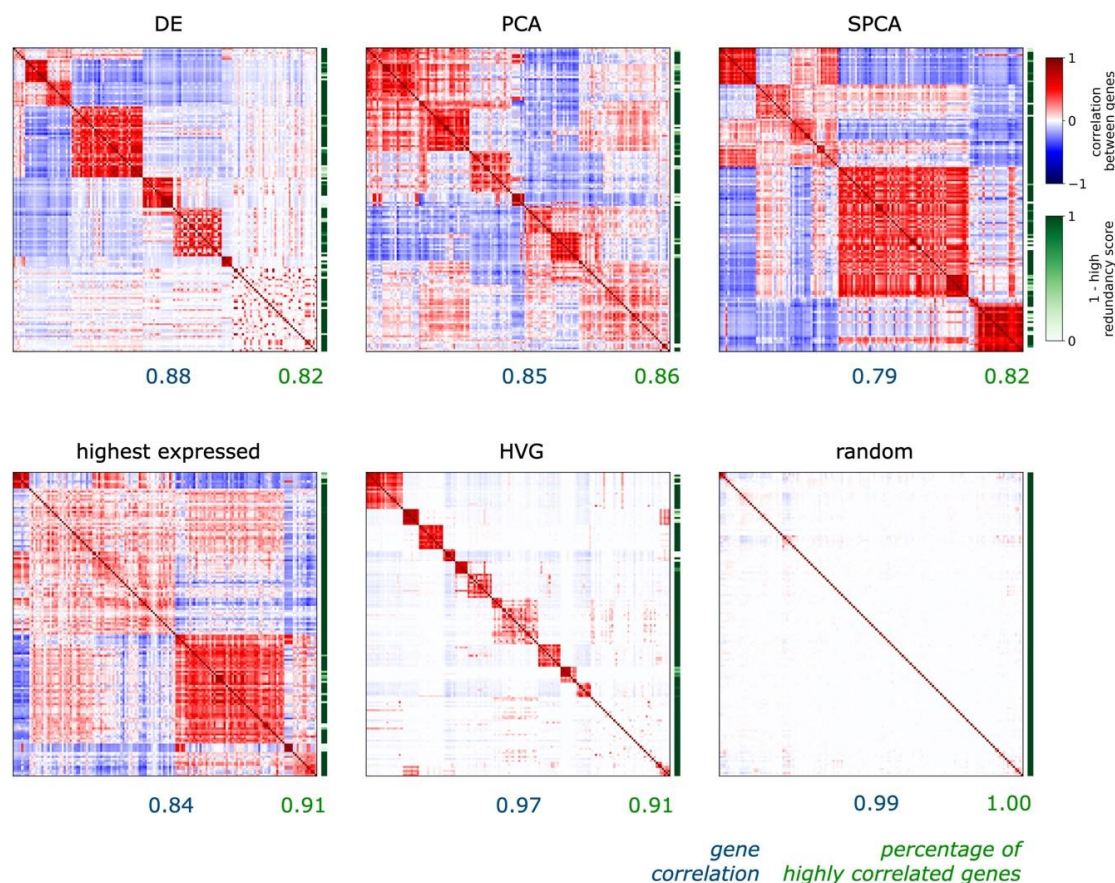 DE
PCA
SPCA
1
0
−1
correlation
between genes
1
0
1 - high
redundancy score
0.88
0.82
0.85
0.86
0.79
0.82
highest expressed
HVG
random
0.84
0.91
0.97
0.91
0.99
1.00
gene
correlation
percentage of
highly correlated genes